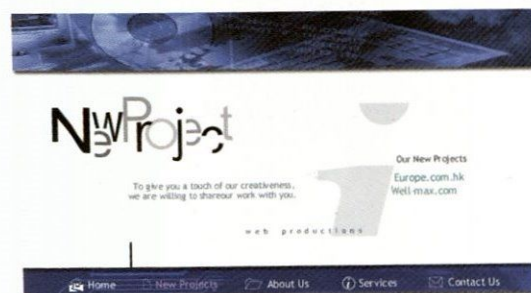 NewProject
To give you a touch of our creativeness,
we are willing to shareour work with you.
Our New Projects
Europe.com.hk
Well-max.com
web productions
Home New Projects About Us Services Contact Us